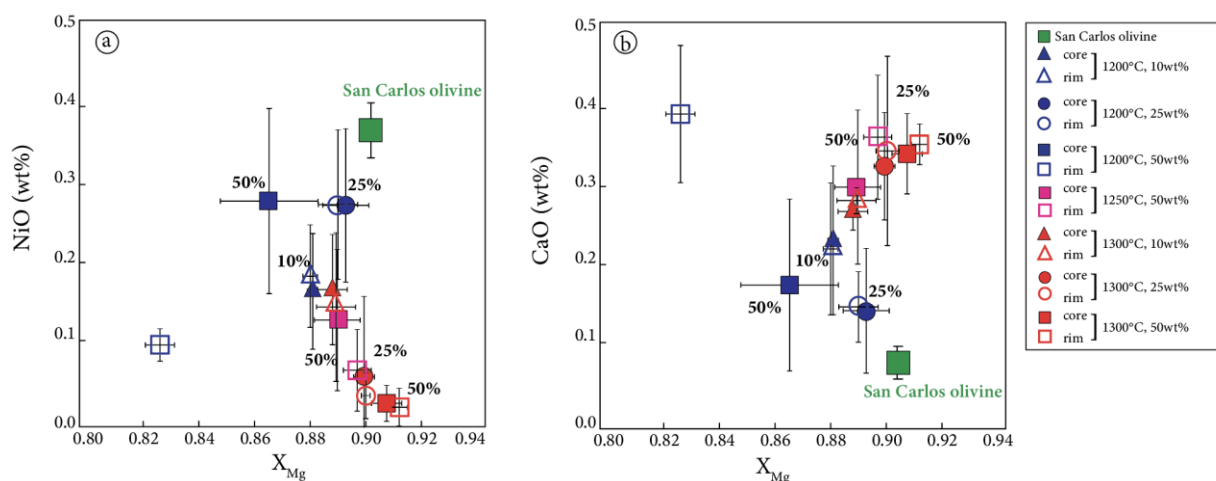 a
0.5
0.4
0.3
0.2
0.1
0.0
NiO (wt%)
San Carlos olivine
50%
25%
10%
50%
25%
50%
0.80
0.82
0.84
0.86
0.88
0.90
0.92
0.94
XMg
b
0.5
0.4
0.3
0.2
0.1
0.0
CaO (wt%)
25%
50%
50%
10%
25%
50%
San Carlos olivine
0.80
0.82
0.84
0.86
0.88
0.90
0.92
0.94
XMg
San Carlos olivine
core
rim
1200°C, 10wt%
core
rim
1200°C, 25wt%
core
rim
1200°C, 50wt%
core
rim
1250°C, 50wt%
core
rim
1300°C, 10wt%
core
rim
1300°C, 25wt%
core
rim
1300°C, 50wt%